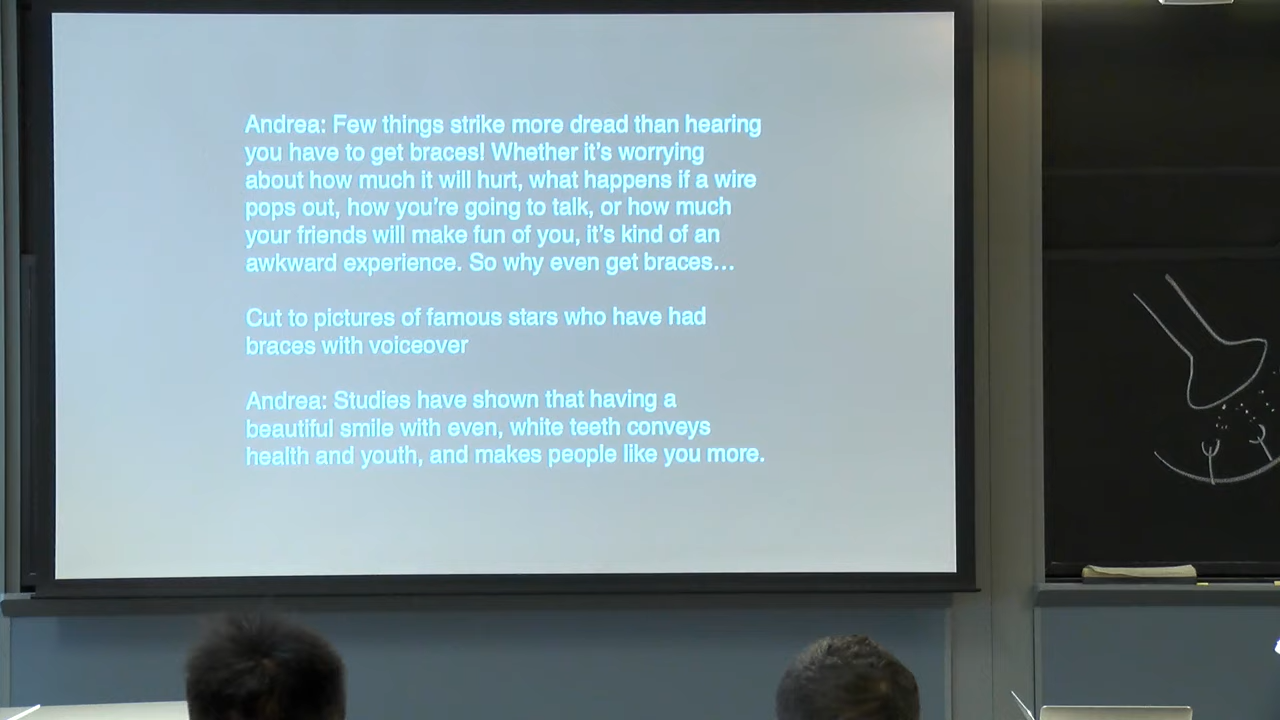 Andrea: Few things strike more dread than hearing
you have to get braces! Whether it's worrying
about how much it will hurt, what happens if a wire
pops out, how you're going to talk, or how much
your friends will make fun of you, it's kind of an
awkward experience. So why even get braces…
Cut to pictures of famous stars who have had
braces with voiceover
Andrea: Studies have shown that having a
beautiful smile with even, white teeth conveys
health and youth, and makes people like you more.